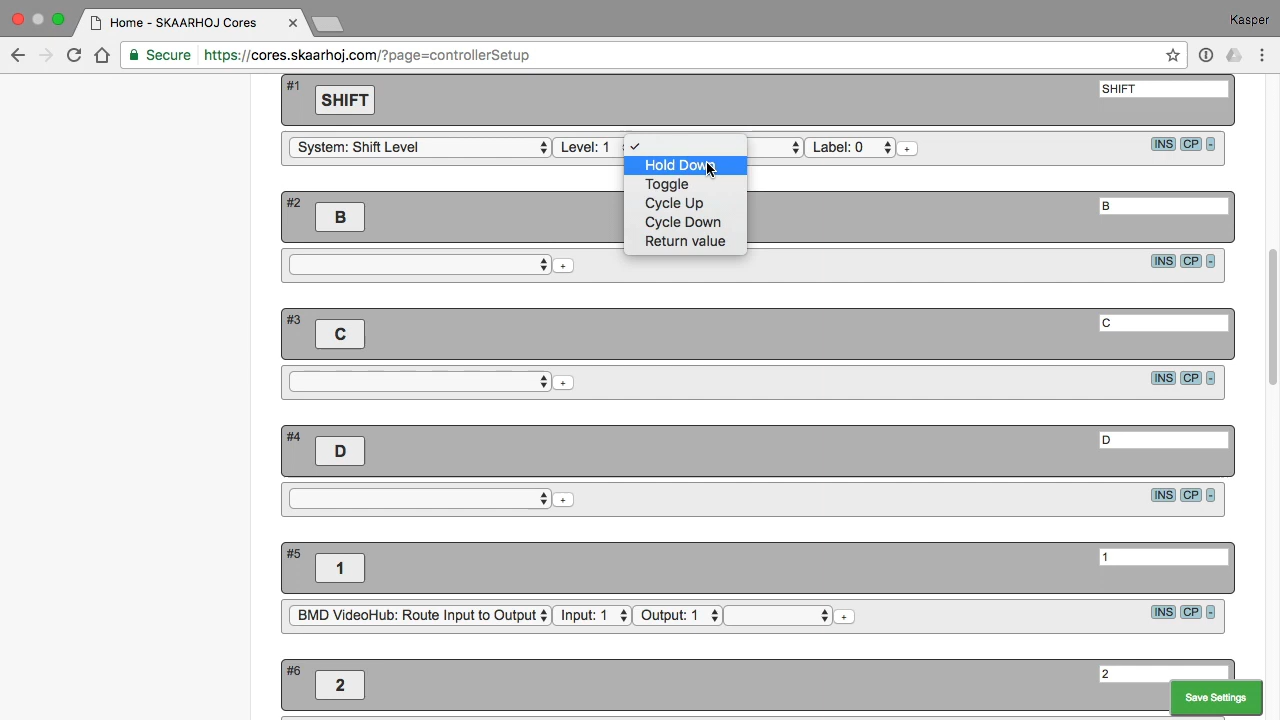 Home - SKAARHOJ Cores
Kasper
Secure https://cores.skaarhoj.com/?page=controllerSetup
#1 SHIFT SHIFT
System: Shift Level Level: 1 Label: 0 + INS CP -
Hold Down
Toggle
Cycle Up
Cycle Down
Return value
#2 B B
+ INS CP -
#3 C C
+ INS CP -
#4 D D
+ INS CP -
#5 1 1
BMD VideoHub: Route Input to Output Input: 1 Output: 1 + INS CP -
#6 2 2
Save Settings